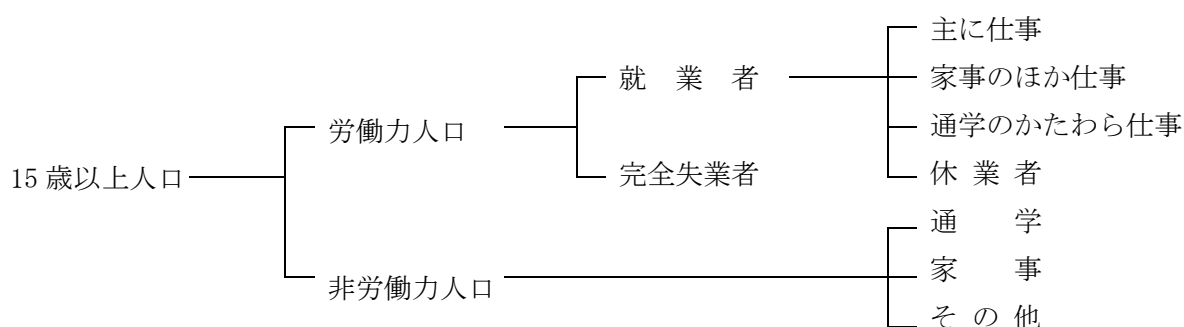 主に仕事
就　業　者
家事のほか仕事
労働力人口
通学のかたわら仕事
15 歳以上人口
完全失業者
休 業 者
通　　学
非労働力人口
家　　事
そ の 他